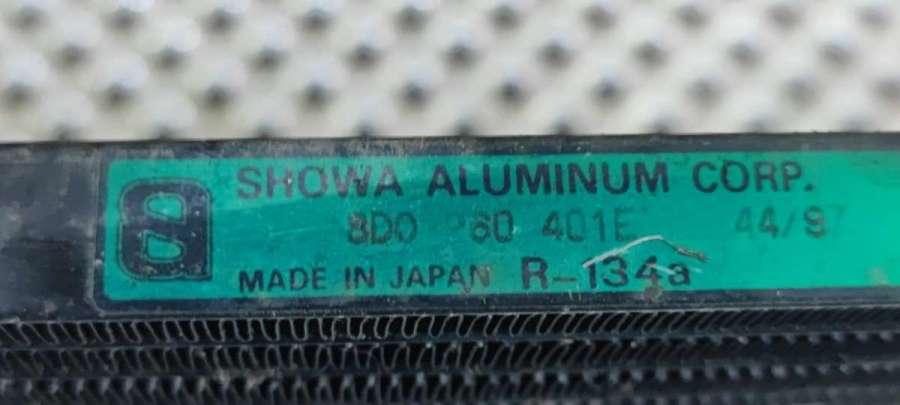 SHOWA ALUMINUM CORP.
8D0 260 401E 44/97
MADE IN JAPAN R-134a